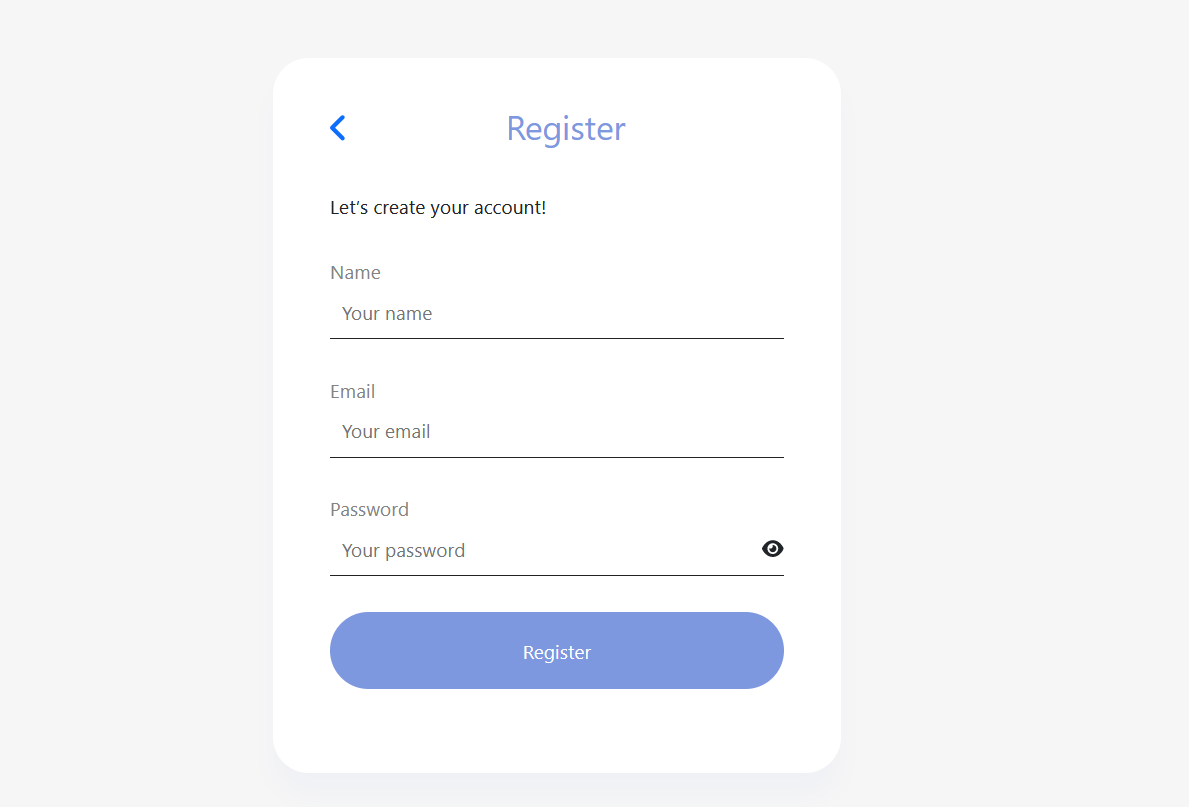 Register
Let’s create your account!
Name
Your name
Email
Your email
Password
Your password
Register